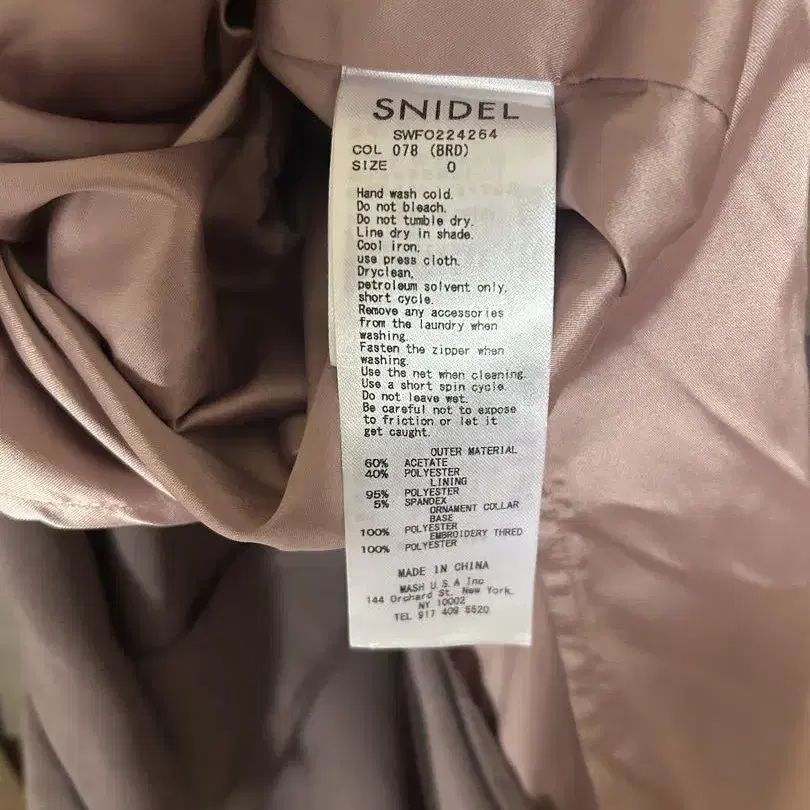 SNIDEL
SWFO224264
COL 078 (BRD)
SIZE 0
Hand wash cold.
Do not bleach.
Do not tumble dry.
Line dry in shade.
Cool iron,
use press cloth.
Dryclean,
petroleum solvent only,
short cycle.
Remove any accessories
from the laundry when
washing.
Fasten the zipper when
washing.
Use the net when cleaning.
Use a short spin cycle.
Do not leave wet.
Be careful not to expose
to friction or let it
get caught.
OUTER MATERIAL
60% ACETATE
40% POLYESTER
LINING
95% POLYESTER
5% SPANDEX
ORNAMENT COLLAR
BASE
100% POLYESTER
EMBROIDERY THRED
100% POLYESTER
MADE IN CHINA
MASH U.S.A Inc
144 Orchard St. New York.
NY 10002
TEL 917 409 5520